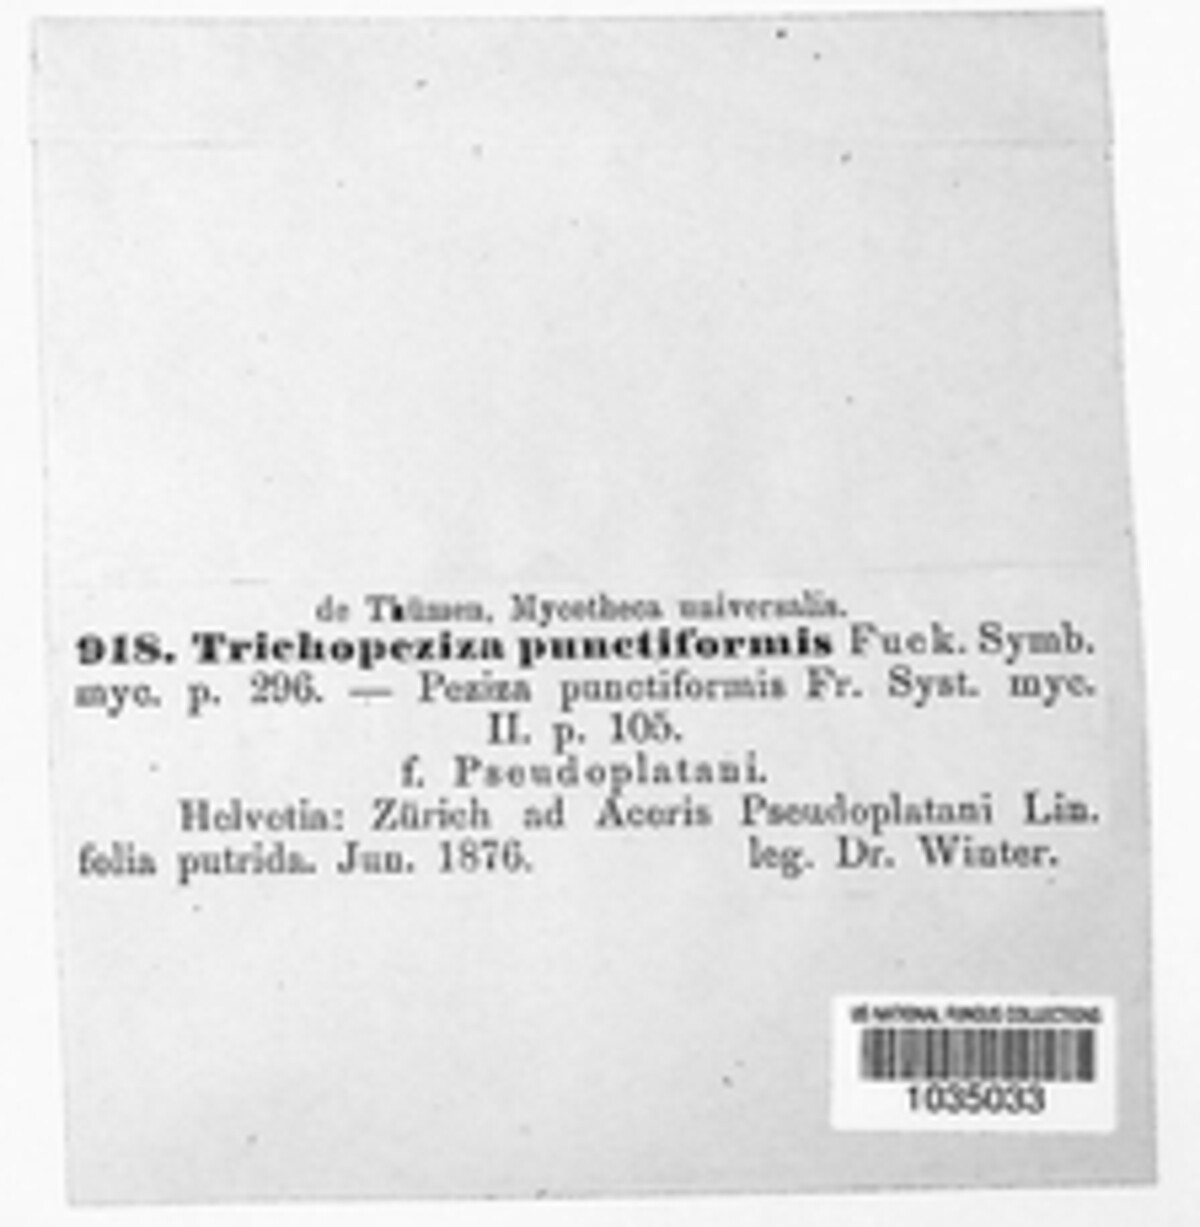 de Thümen, Mycotheca universalis.
918. Trichopeziza punctiformis Fuck. Symb.
myc. p. 296. — Peziza punctiformis Fr. Syst. myc.
II. p. 105.
f. Pseudoplatani.
Helvetia: Zürich ad Aceris Pseudoplatani Lin.
folia putrida. Jun. 1876. leg. Dr. Winter.
US NATIONAL FUNGUS COLLECTIONS
1035033